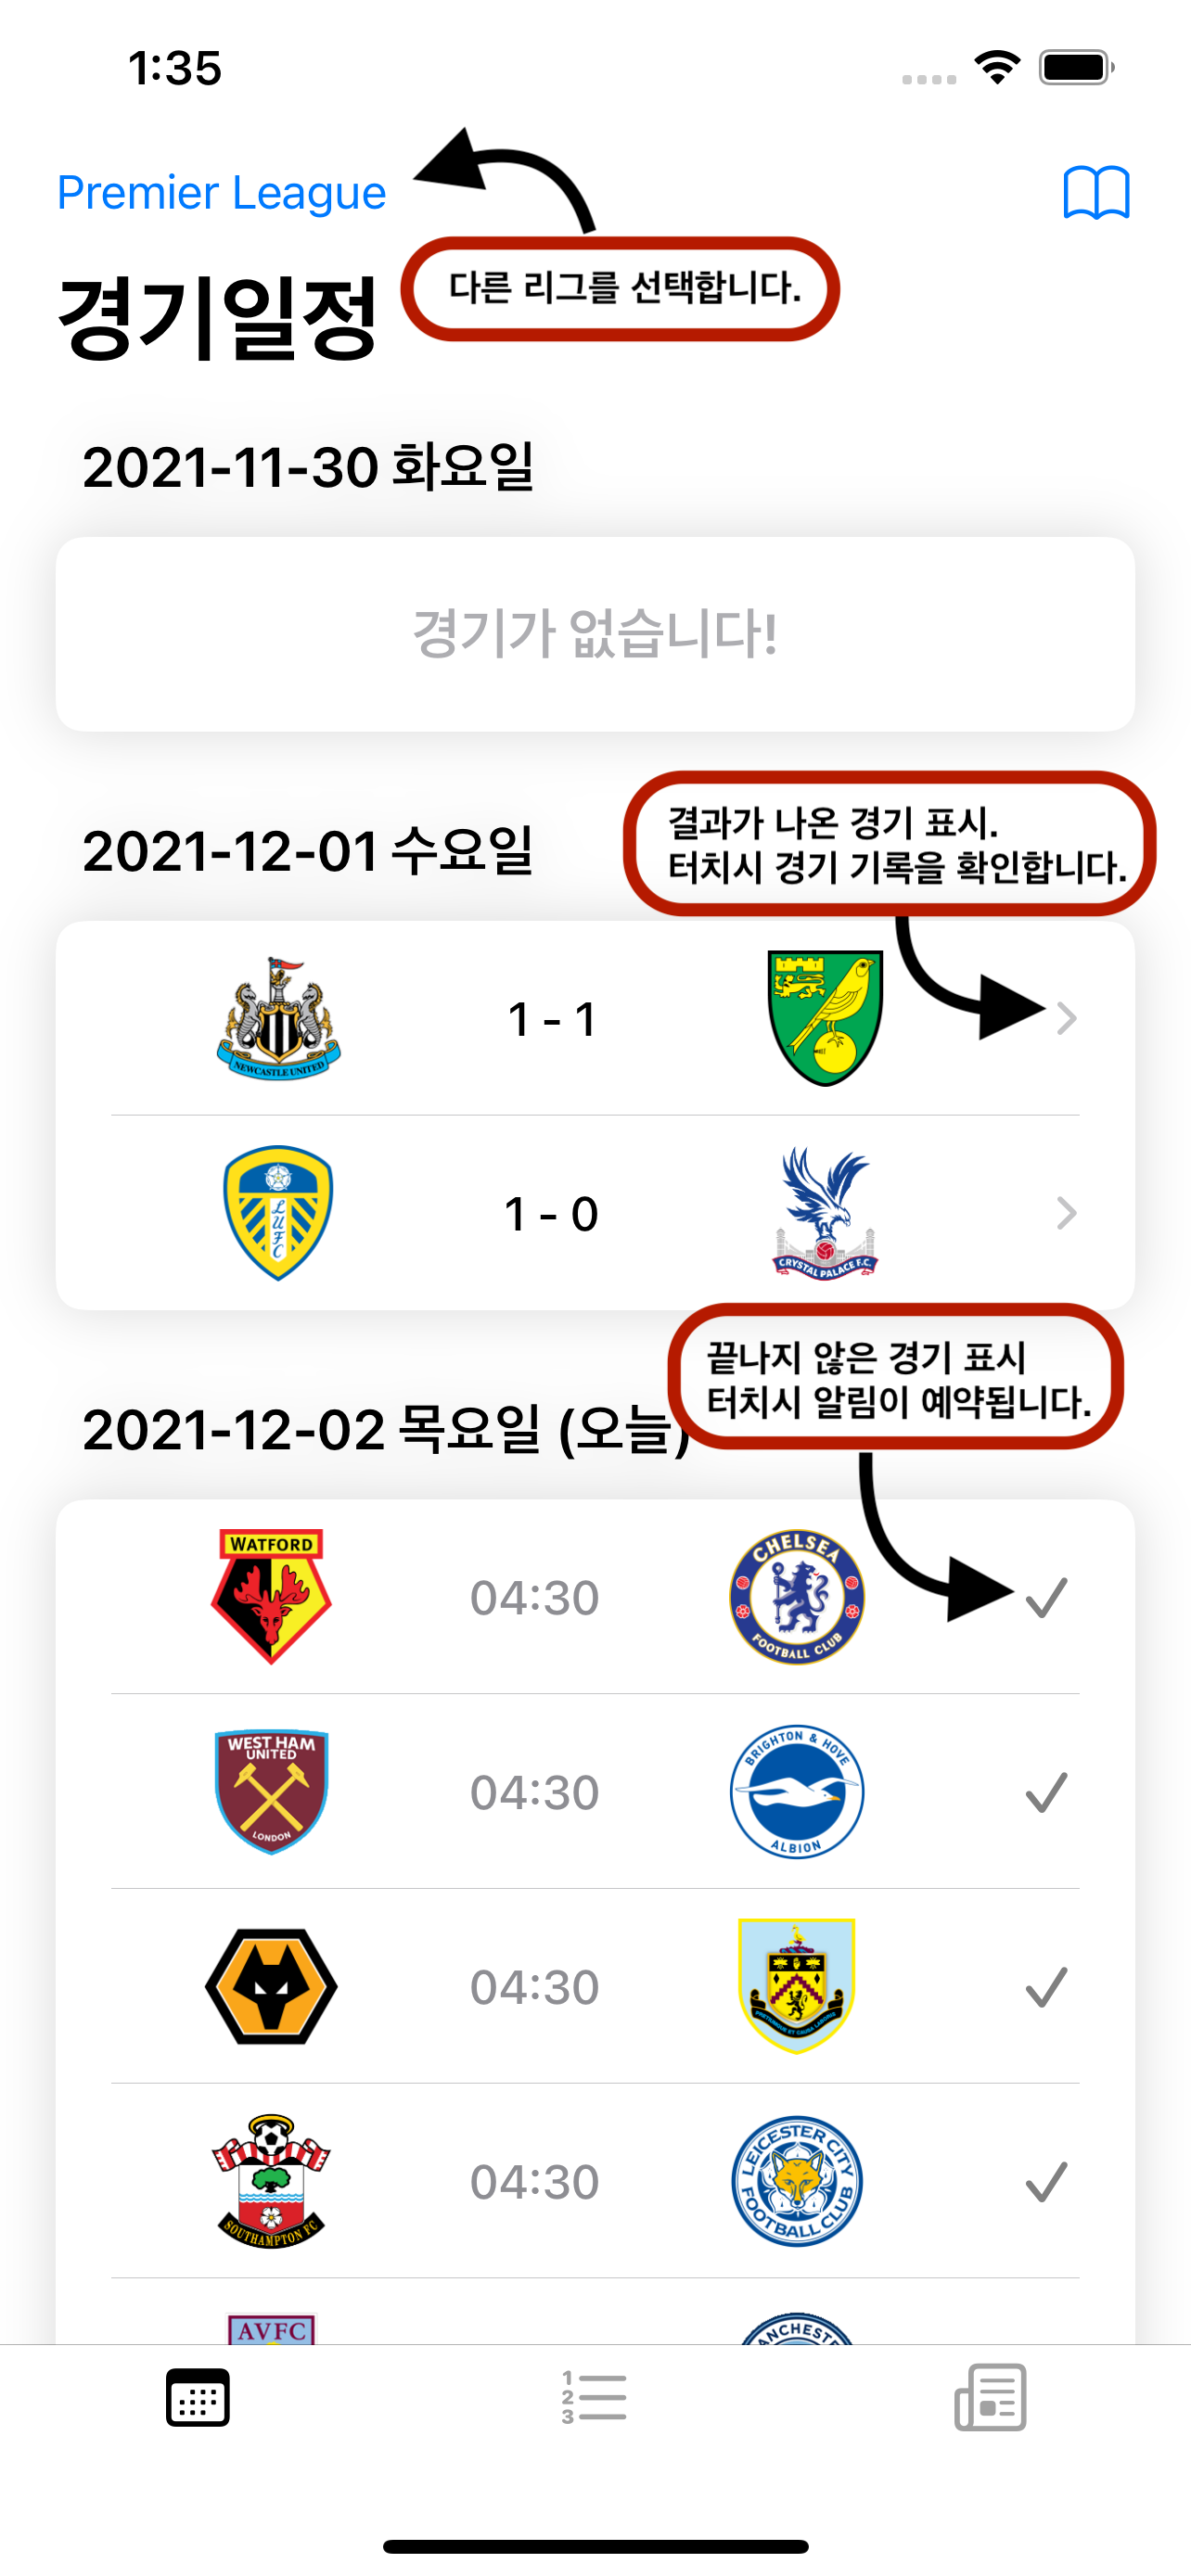 1:35
Premier League
다른 리그를 선택합니다.
경기일정
2021-11-30 화요일
경기가 없습니다!
2021-12-01 수요일
결과가 나온 경기 표시.
터치시 경기 기록을 확인합니다.
NEWCASTLE UNITED
1 - 1
LUFC
1 - 0
CRYSTAL PALACE F.C.
끝나지 않은 경기 표시
터치시 알림이 예약됩니다.
2021-12-02 목요일 (오늘)
WATFORD
04:30
CHELSEA
FOOTBALL CLUB
WEST HAM
UNITED
LONDON
04:30
BRIGHTON & HOVE
ALBION
04:30
SOUTHAMPTON FC
04:30
LEICESTER CITY
FOOTBALL CLUB
AVFC
1
2
3